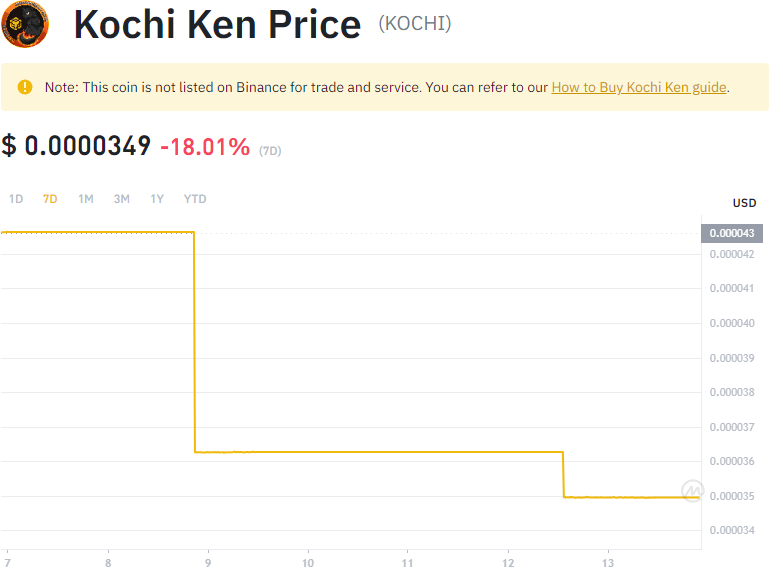 Kochi Ken Price (KOCHI)
Note: This coin is not listed on Binance for trade and service. You can refer to our How to Buy Kochi Ken guide.
$ 0.0000349 -18.01% (7D)
1D 7D 1M 3M 1Y YTD
USD
0.000043
0.000042
0.000041
0.000040
0.000039
0.000038
0.000037
0.000036
0.000035
0.000034
7 8 9 10 11 12 13